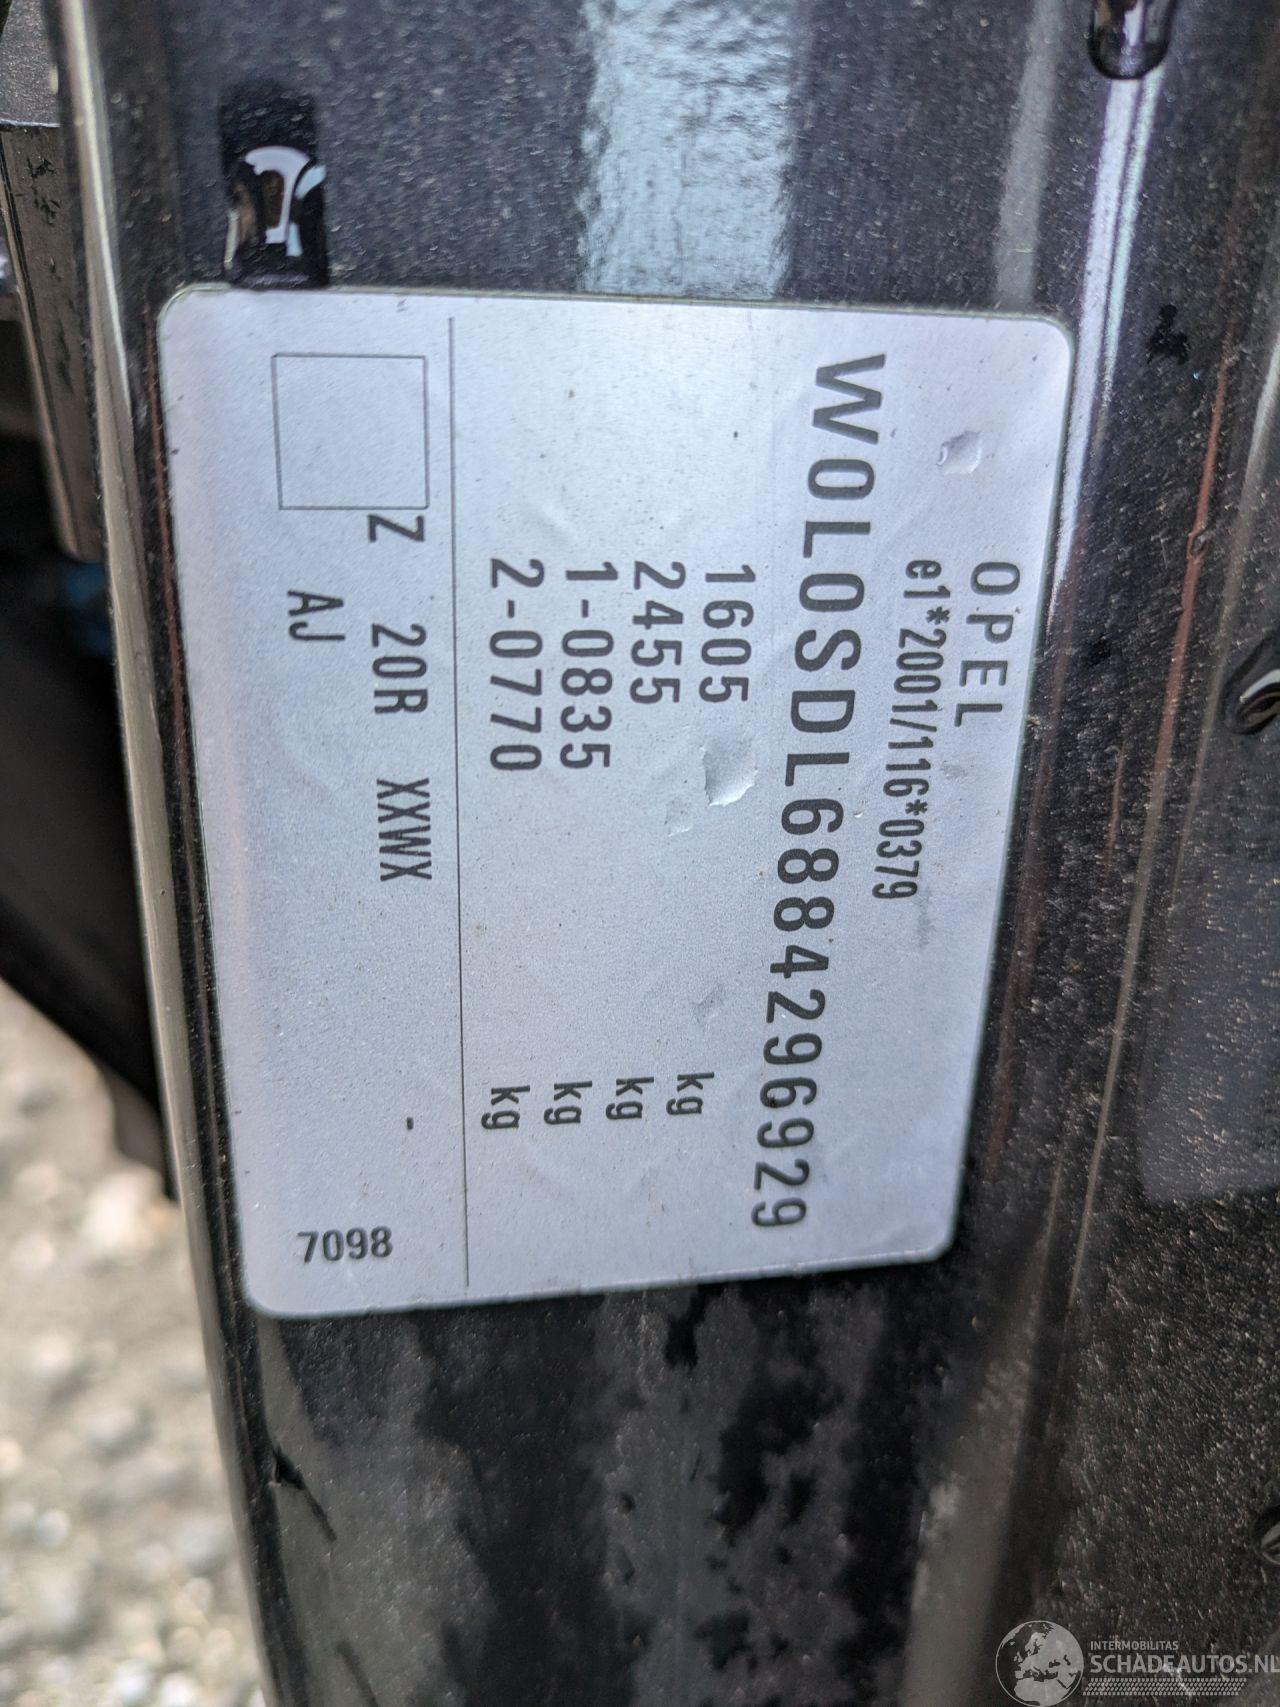 OPEL
e1*2001/116*0379
W0L0SDL6884296929
1605 kg
2455 kg
1-0835 kg
2-0770 kg
Z 20R XXWX -
AJ
7098
INTERMOBILITAS
SCHADEAUTOS.NL